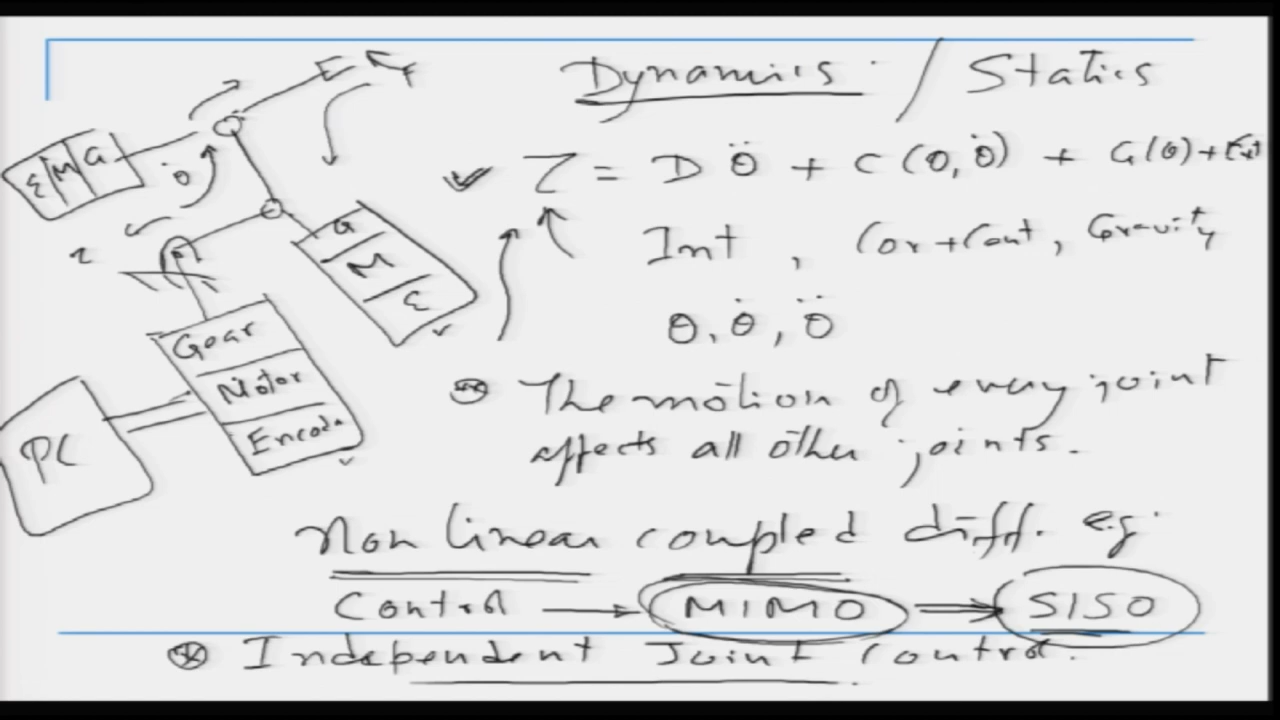 Dynamics / Statics
τ = D θ̈ + C(θ, θ̇) + G(θ) + Ext
Int, Cor + Cent, Gravity
θ, θ̇, θ̈
The motion of every joint
affects all other joints.
Non linear coupled diff. eq.
Control → MIMO ⇒ SISO
Independent Joint Control.
E M G
θ̇
τ
G
M
E
Gear
Motor
Encoder
PC